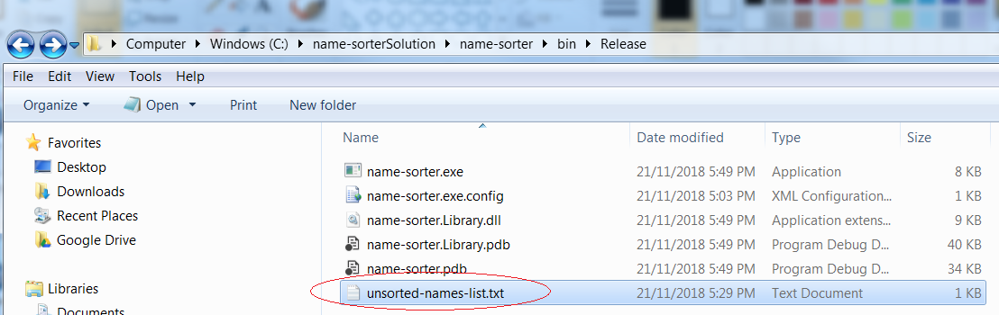 Computer Windows (C:) name-sorterSolution name-sorter bin Release
File Edit View Tools Help
Organize Open Print New folder
Favorites
Desktop
Downloads
Recent Places
Google Drive
Libraries
Documents
Name Date modified Type Size
name-sorter.exe 21/11/2018 5:49 PM Application 8 KB
name-sorter.exe.config 21/11/2018 5:03 PM XML Configuration... 1 KB
name-sorter.Library.dll 21/11/2018 5:49 PM Application extens... 9 KB
name-sorter.Library.pdb 21/11/2018 5:49 PM Program Debug D... 40 KB
name-sorter.pdb 21/11/2018 5:49 PM Program Debug D... 34 KB
unsorted-names-list.txt 21/11/2018 5:29 PM Text Document 1 KB